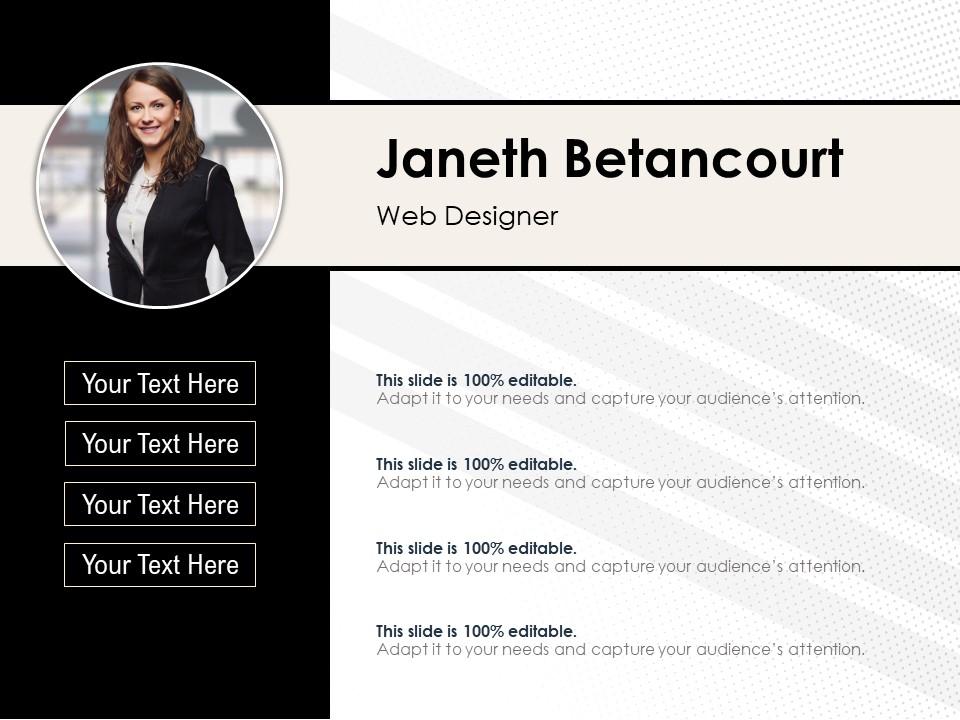 Janeth Betancourt
Web Designer
Your Text Here
Your Text Here
Your Text Here
Your Text Here
This slide is 100% editable.
Adapt it to your needs and capture your audience's attention.
This slide is 100% editable.
Adapt it to your needs and capture your audience's attention.
This slide is 100% editable.
Adapt it to your needs and capture your audience's attention.
This slide is 100% editable.
Adapt it to your needs and capture your audience's attention.